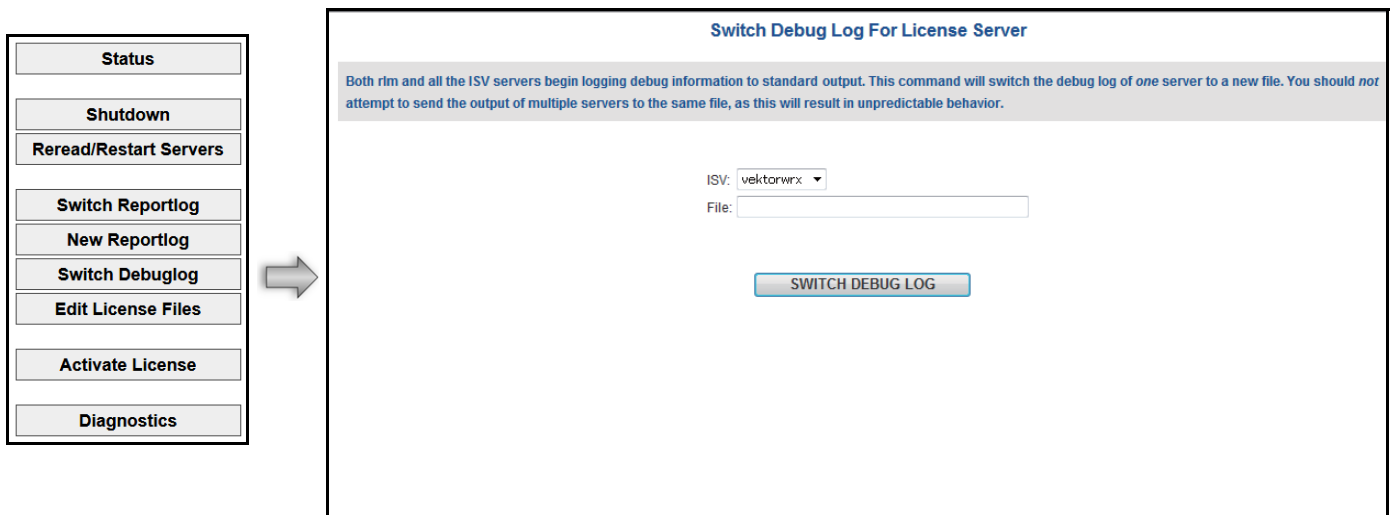 Status
Shutdown
Reread/Restart Servers
Switch Reportlog
New Reportlog
Switch Debuglog
Edit License Files
Activate License
Diagnostics
Switch Debug Log For License Server
Both rlm and all the ISV servers begin logging debug information to standard output. This command will switch the debug log of one server to a new file. You should not
attempt to send the output of multiple servers to the same file, as this will result in unpredictable behavior.
ISV: vektorwrx
File:
SWITCH DEBUG LOG